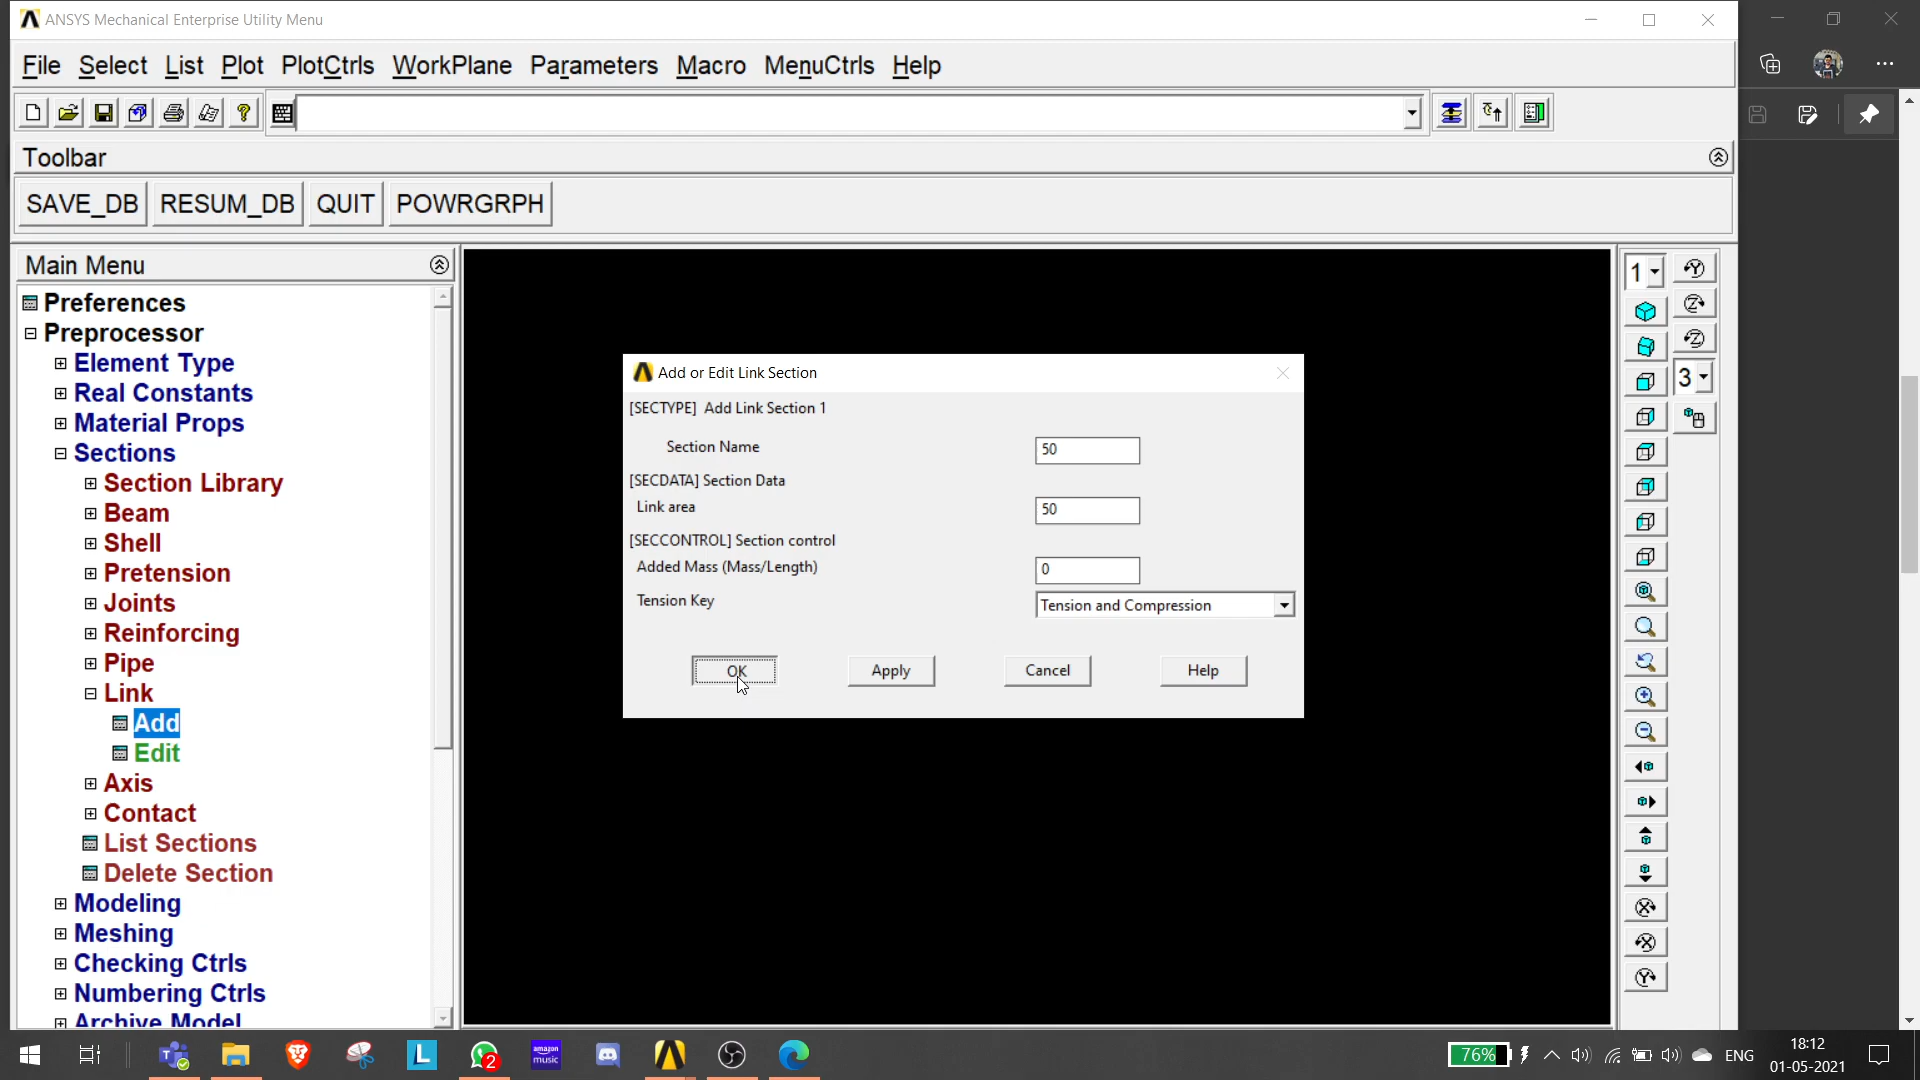 ANSYS Mechanical Enterprise Utility Menu
File Select List Plot PlotCtrls WorkPlane Parameters Macro MenuCtrls Help
Toolbar
SAVE_DB RESUM_DB QUIT POWRGRPH
Main Menu
Preferences
Preprocessor
Element Type
Real Constants
Material Props
Sections
Section Library
Beam
Shell
Pretension
Joints
Reinforcing
Pipe
Link
Add
Edit
Axis
Contact
List Sections
Delete Section
Modeling
Meshing
Checking Ctrls
Numbering Ctrls
Archive Model
Add or Edit Link Section
[SECTYPE] Add Link Section 1
Section Name 50
[SECDATA] Section Data
Link area 50
[SECCONTROL] Section control
Added Mass (Mass/Length) 0
Tension Key Tension and Compression
OK Apply Cancel Help
1
3
L
2
amazon
music
76%
ENG
18:12
01-05-2021